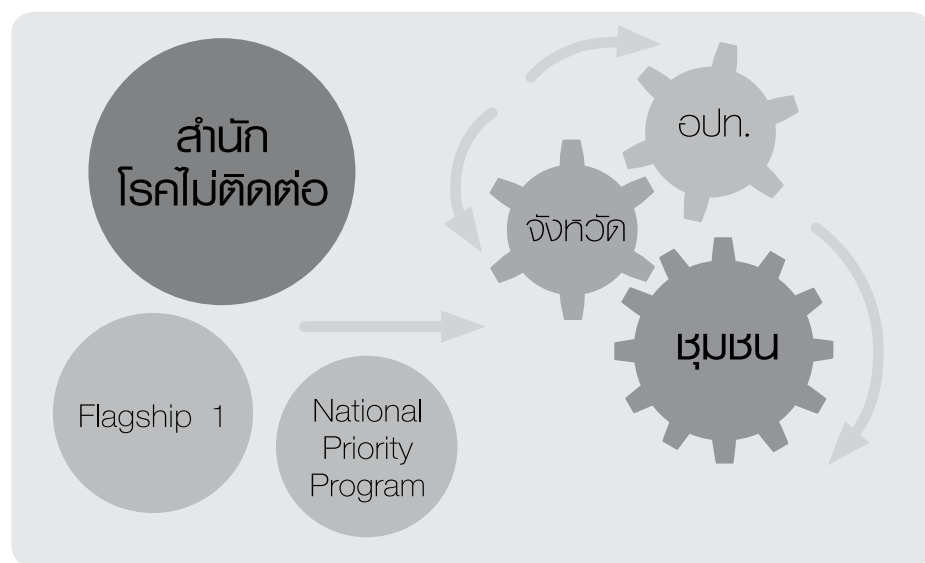 สำนัก
โรคไม่ติดต่อ
อปท.
จังหวัด
ชุมชน
Flagship 1
National
Priority
Program